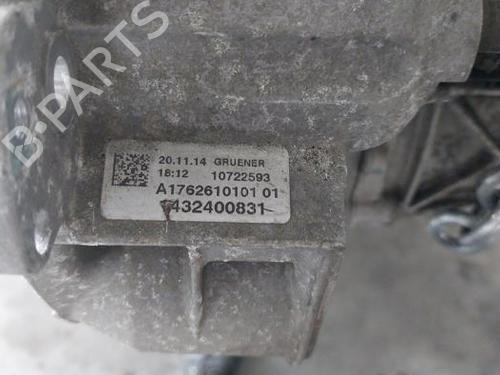 20.11.14 GRUENER
18:12 10722593
A1762610101 01
432400831
B-PARTS